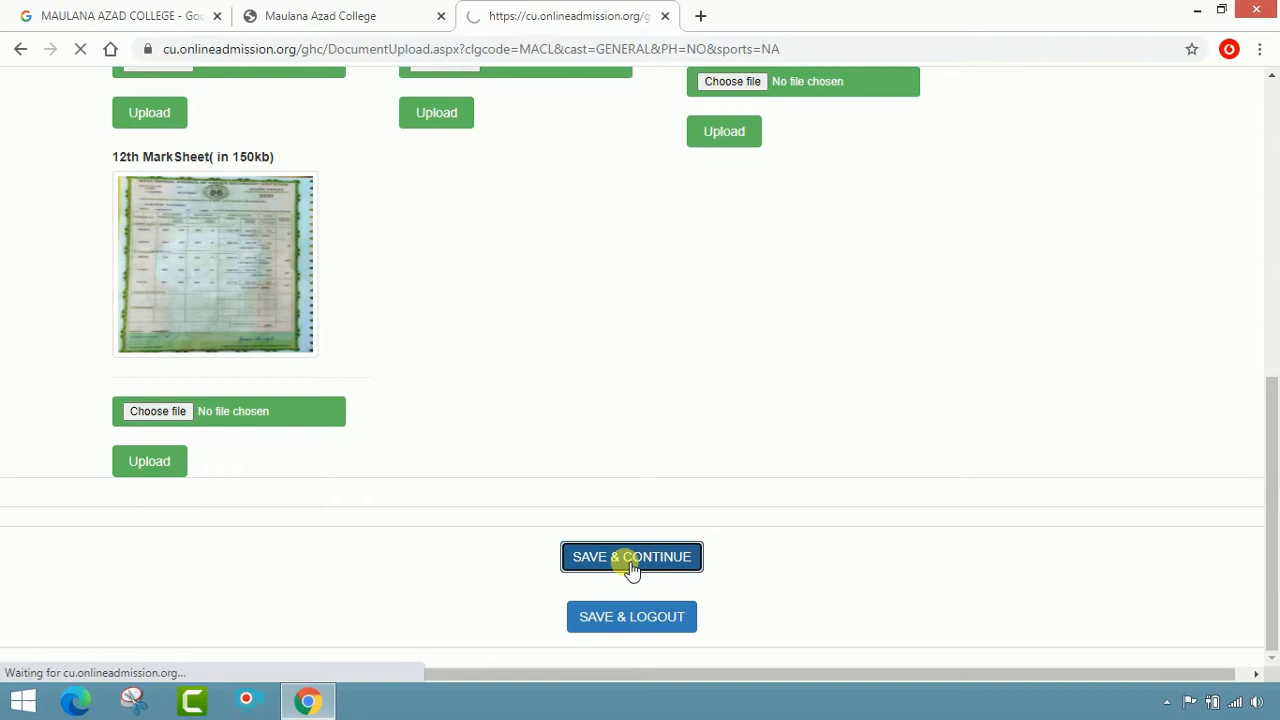 MAULANA AZAD COLLEGE - Goo
Maulana Azad College
https://cu.onlineadmission.org/g
cu.onlineadmission.org/ghc/DocumentUpload.aspx?clgcode=MACL&cast=GENERAL&PH=NO&sports=NA
Choose file No file chosen
Upload
Upload
Upload
12th MarkSheet( in 150kb)
Choose file No file chosen
Upload
SAVE & CONTINUE
SAVE & LOGOUT
Waiting for cu.onlineadmission.org...